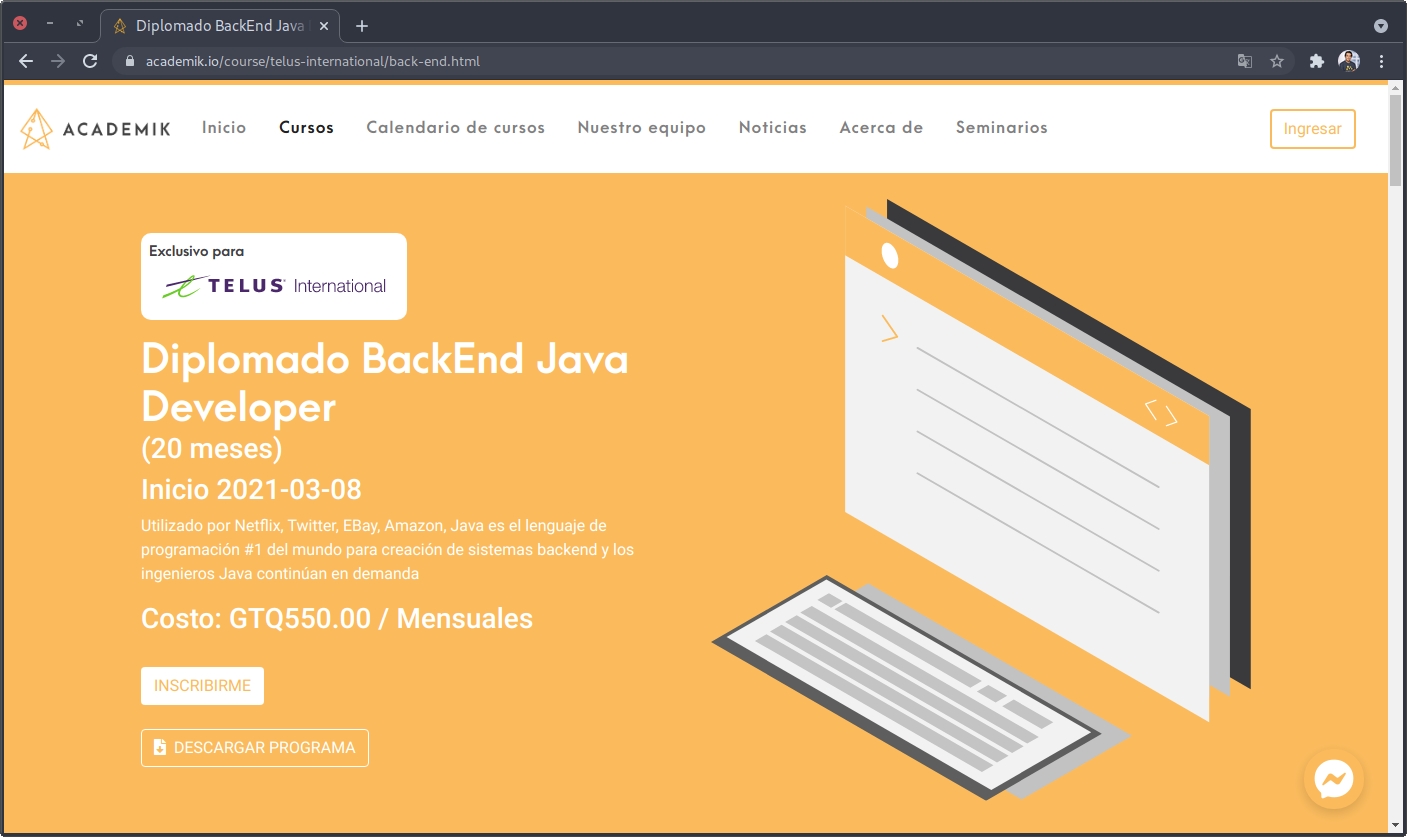 Diplomado BackEnd Java
academik.io/course/telus-international/back-end.html
ACADEMIK
Inicio
Cursos
Calendario de cursos
Nuestro equipo
Noticias
Acerca de
Seminarios
Ingresar
Exclusivo para
TELUS International
Diplomado BackEnd Java
Developer
(20 meses)
Inicio 2021-03-08
Utilizado por Netflix, Twitter, EBay, Amazon, Java es el lenguaje de
programación #1 del mundo para creación de sistemas backend y los
ingenieros Java continúan en demanda
Costo: GTQ550.00 / Mensuales
INSCRIBIRME
DESCARGAR PROGRAMA